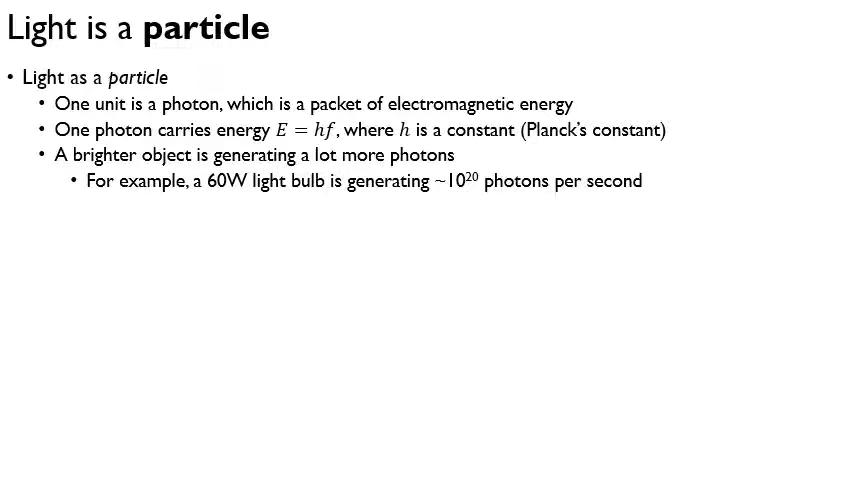 Light is a particle
• Light as a particle
• One unit is a photon, which is a packet of electromagnetic energy
• One photon carries energy E = hf, where h is a constant (Planck's constant)
• A brighter object is generating a lot more photons
• For example, a 60W light bulb is generating ~10²⁰ photons per second